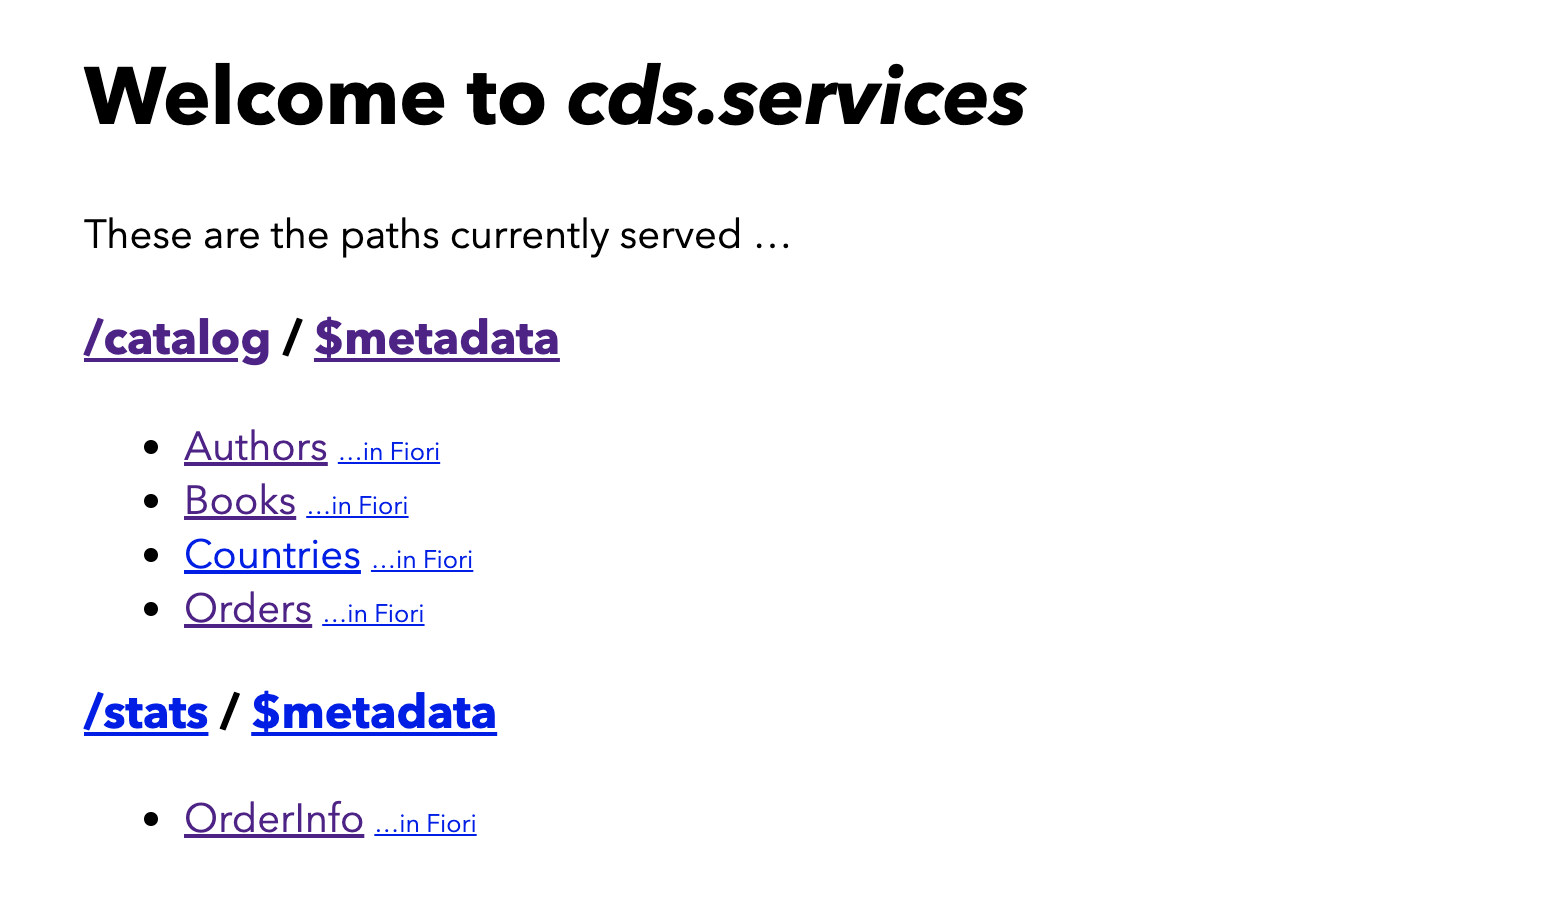 Welcome to cds.services
These are the paths currently served …
/catalog / $metadata
Authors …in Fiori
Books …in Fiori
Countries …in Fiori
Orders …in Fiori
/stats / $metadata
OrderInfo …in Fiori